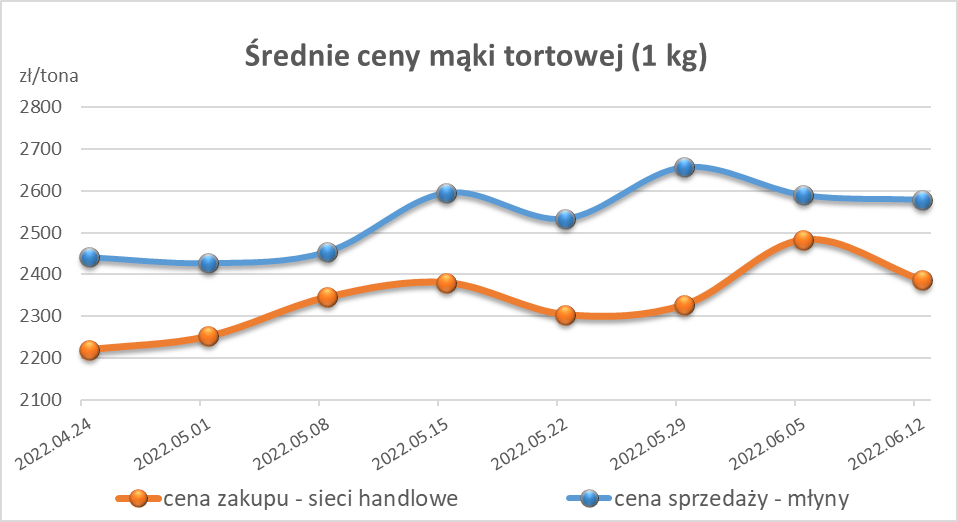 Średnie ceny mąki tortowej (1 kg)
zł/tona
2800
2700
2600
2500
2400
2300
2200
2100
2022.04.24 2022.05.01 2022.05.08 2022.05.15 2022.05.22 2022.05.29 2022.06.05 2022.06.12
cena zakupu - sieci handlowe cena sprzedaży - młyny